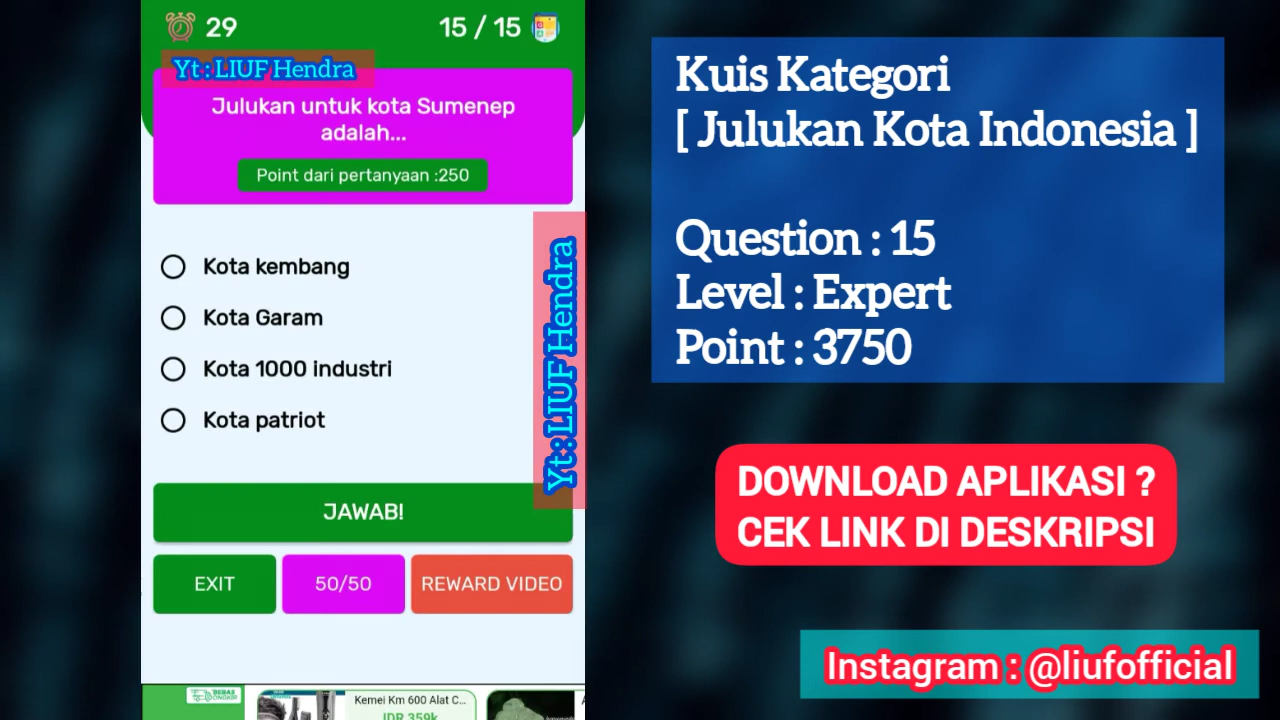 29
15 / 15
Yt : LIUF Hendra
Julukan untuk kota Sumenep
adalah...
Point dari pertanyaan :250
Kota kembang
Kota Garam
Kota 1000 industri
Kota patriot
Yt : LIUF Hendra
JAWAB!
EXIT
50/50
REWARD VIDEO
BEBAS
ONGKIR
Kemei Km 600 Alat C...
IDR 359k
Kuis Kategori
[ Julukan Kota Indonesia ]
Question : 15
Level : Expert
Point : 3750
DOWNLOAD APLIKASI ?
CEK LINK DI DESKRIPSI
Instagram : @liufofficial